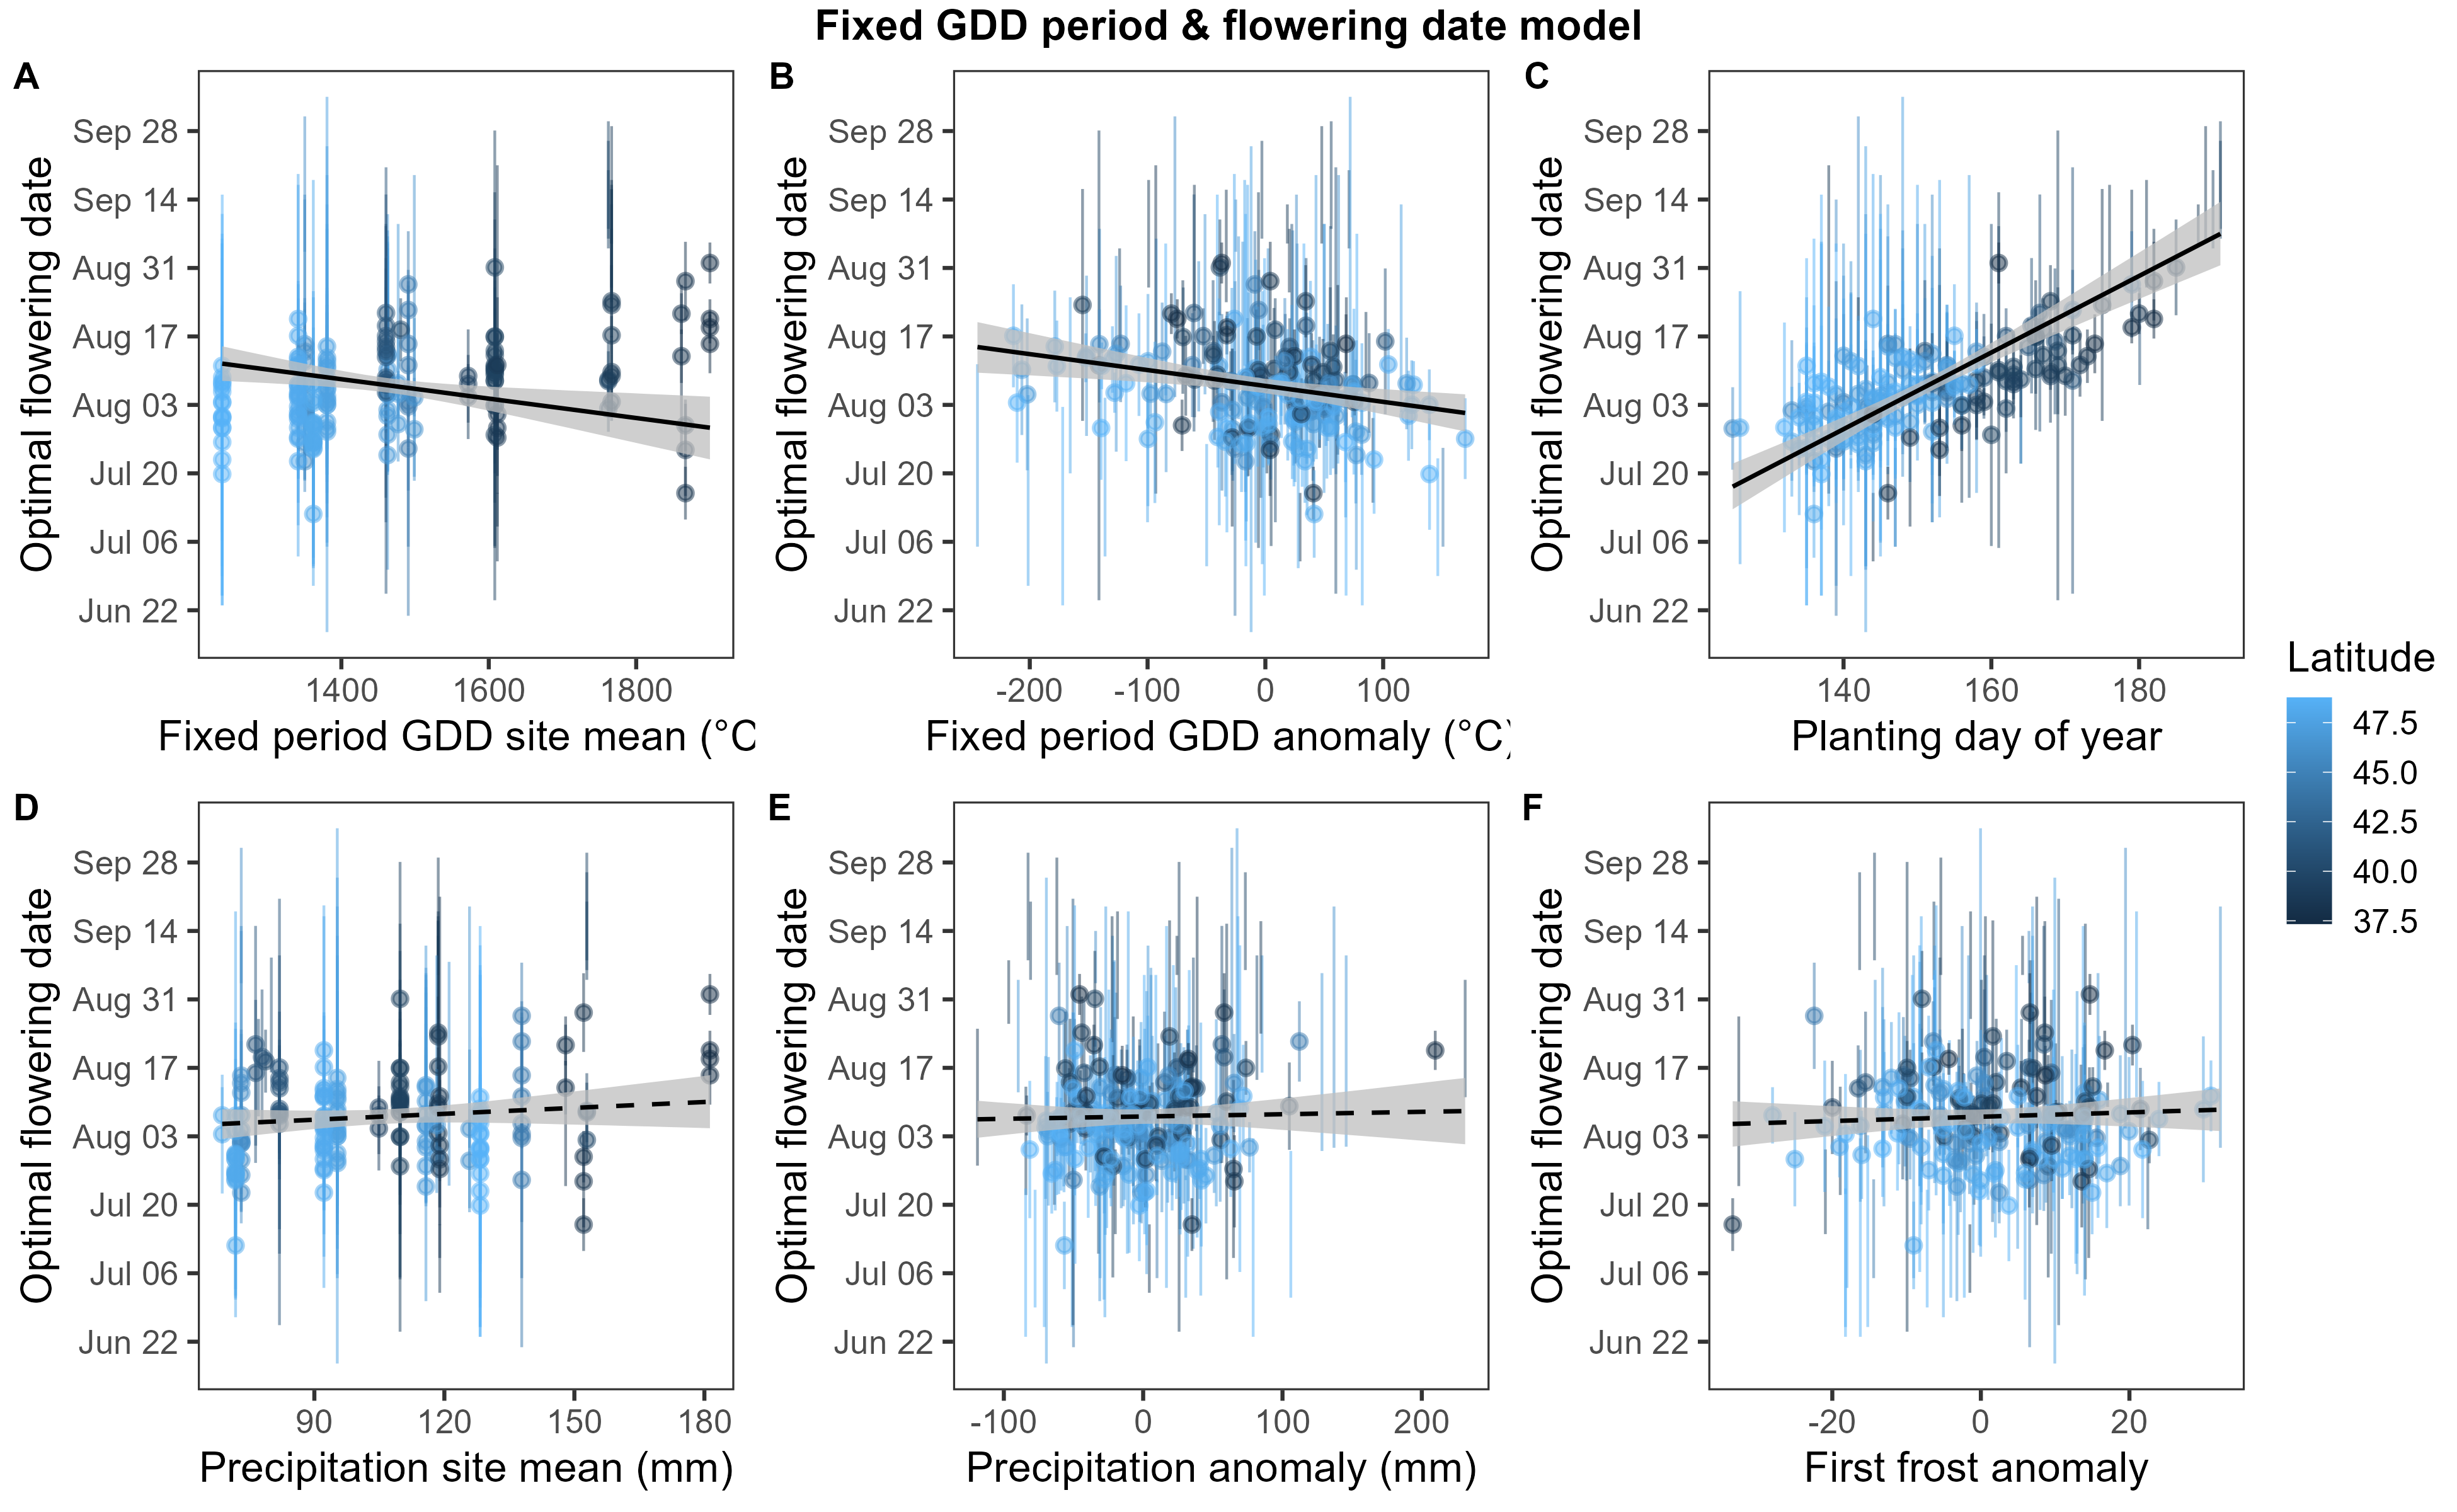 Fixed GDD period & flowering date model
A
Optimal flowering date
Sep 28
Sep 14
Aug 31
Aug 17
Aug 03
Jul 20
Jul 06
Jun 22
1400 1600 1800
Fixed period GDD site mean (°C
B
Optimal flowering date
Sep 28
Sep 14
Aug 31
Aug 17
Aug 03
Jul 20
Jul 06
Jun 22
-200 -100 0 100
Fixed period GDD anomaly (°C)
C
Optimal flowering date
Sep 28
Sep 14
Aug 31
Aug 17
Aug 03
Jul 20
Jul 06
Jun 22
140 160 180
Planting day of year
D
Optimal flowering date
Sep 28
Sep 14
Aug 31
Aug 17
Aug 03
Jul 20
Jul 06
Jun 22
90 120 150 180
Precipitation site mean (mm)
E
Optimal flowering date
Sep 28
Sep 14
Aug 31
Aug 17
Aug 03
Jul 20
Jul 06
Jun 22
-100 0 100 200
Precipitation anomaly (mm)
F
Optimal flowering date
Sep 28
Sep 14
Aug 31
Aug 17
Aug 03
Jul 20
Jul 06
Jun 22
-20 0 20
First frost anomaly
Latitude
47.5
45.0
42.5
40.0
37.5